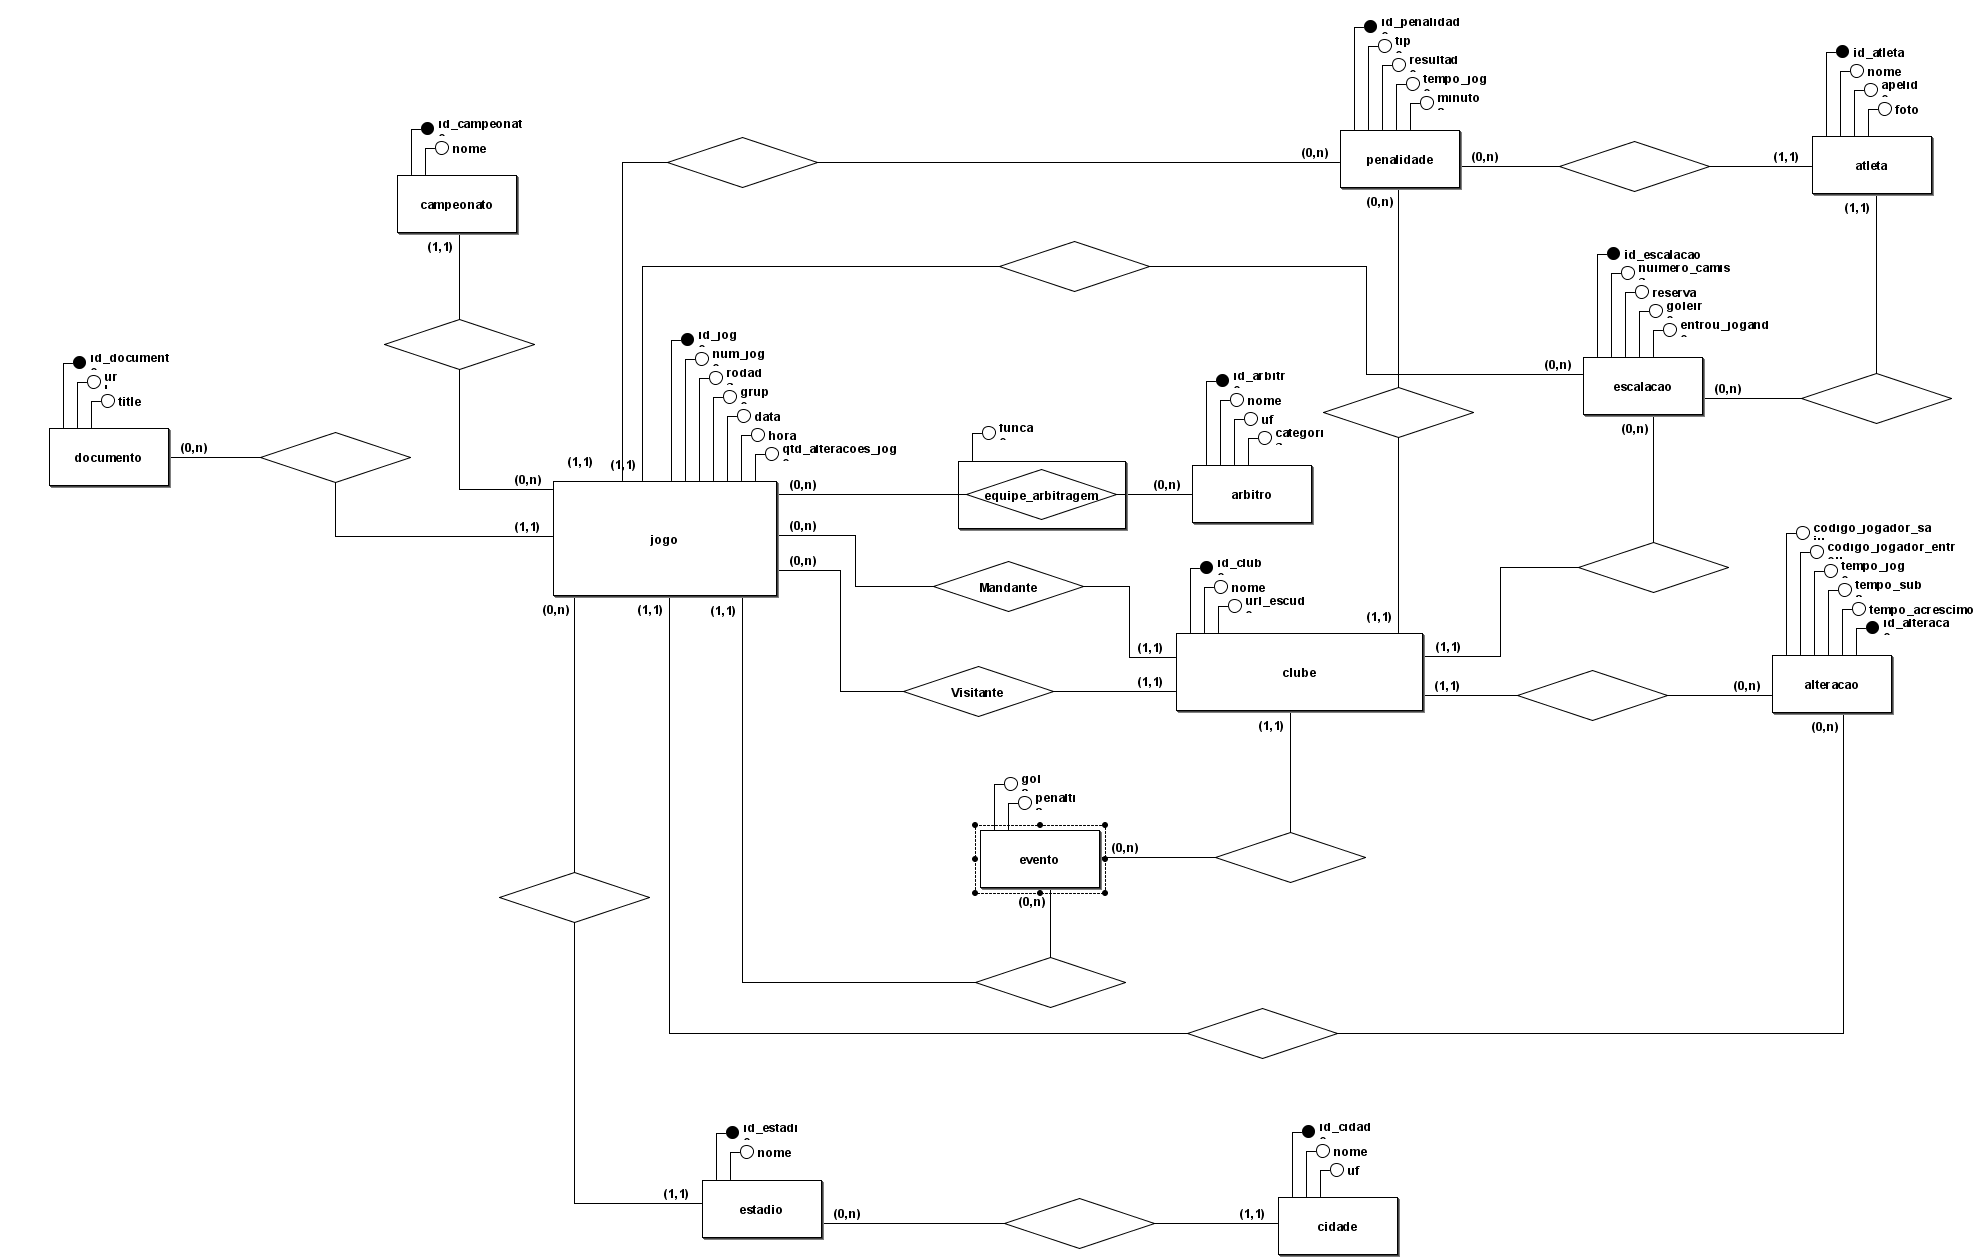 id_penalidad
tip
resultad
tempo_jog
minuto
penalidade
(0,n)
(0,n)
(0,n)
id_atleta
nome
apelid
foto
(1,1)
atleta
(1,1)
id_campeonat
nome
campeonato
(1,1)
id_escalacao
numero_camis
reserva
goleir
entrou_jogand
(0,n)
escalacao
(0,n)
(0,n)
id_document
ur
title
documento
(0,n)
id_jog
num_jog
rodad
grup
data
hora
qtd_alteracoes_jog
(1,1)
(1,1)
(0,n)
(1,1)
jogo
(0,n)
(0,n)
(0,n)
(0,n)
(1,1)
(1,1)
funca
equipe_arbitragem
(0,n)
id_arbitr
nome
uf
categori
arbitro
Mandante
(1,1)
Visitante
(1,1)
id_club
nome
url_escud
(1,1)
clube
(1,1)
(1,1)
(1,1)
codigo_jogador_sa
codigo_jogador_entr
tempo_jog
tempo_sub
tempo_acrescimo
id_alteraca
(0,n)
alteracao
(0,n)
gol
penalti
evento
(0,n)
(0,n)
id_estadi
nome
(1,1)
estadio
(0,n)
id_cidad
nome
uf
(1,1)
cidade